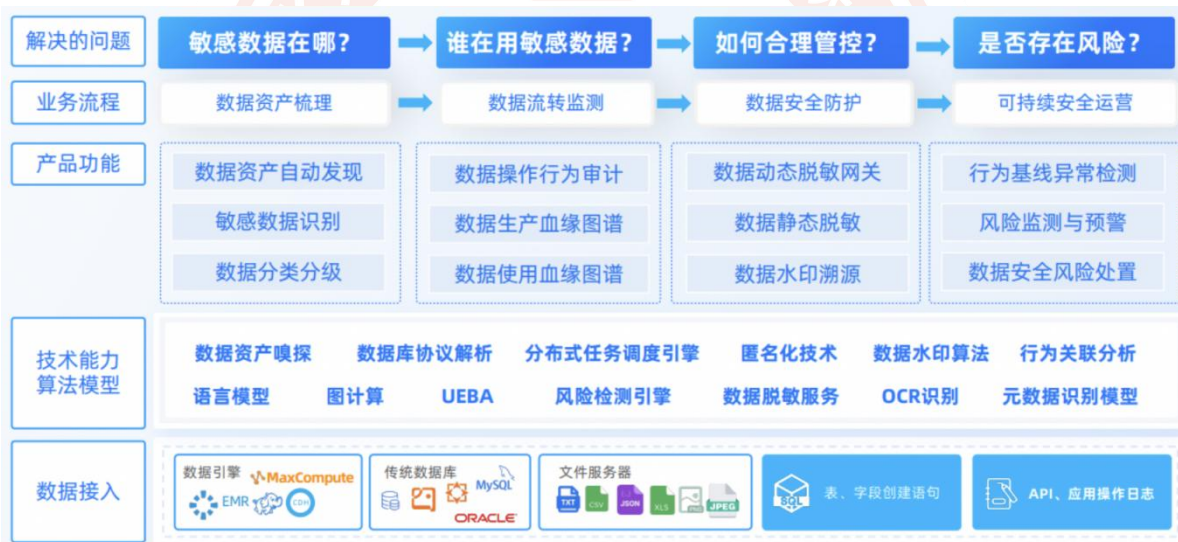 解决的问题
敏感数据在哪?
谁在用敏感数据?
如何合理管控?
是否存在风险?
业务流程
数据资产梳理
数据流转监测
数据安全防护
可持续安全运营
产品功能
数据资产自动发现
敏感数据识别
数据分类分级
数据操作行为审计
数据生产血缘图谱
数据使用血缘图谱
数据动态脱敏网关
数据静态脱敏
数据水印溯源
行为基线异常检测
风险监测与预警
数据安全风险处置
技术能力
算法模型
数据资产嗅探 数据库协议解析 分布式任务调度引擎 匿名化技术 数据水印算法 行为关联分析
语言模型 图计算 UEBA 风险检测引擎 数据脱敏服务 OCR识别 元数据识别模型
数据接入
数据引擎 MaxCompute
EMR CDH
传统数据库
MySQL
ORACLE
文件服务器
TXT CSV JSON XLS PNG JPEG
SQL
表、字段创建语句
API、应用操作日志